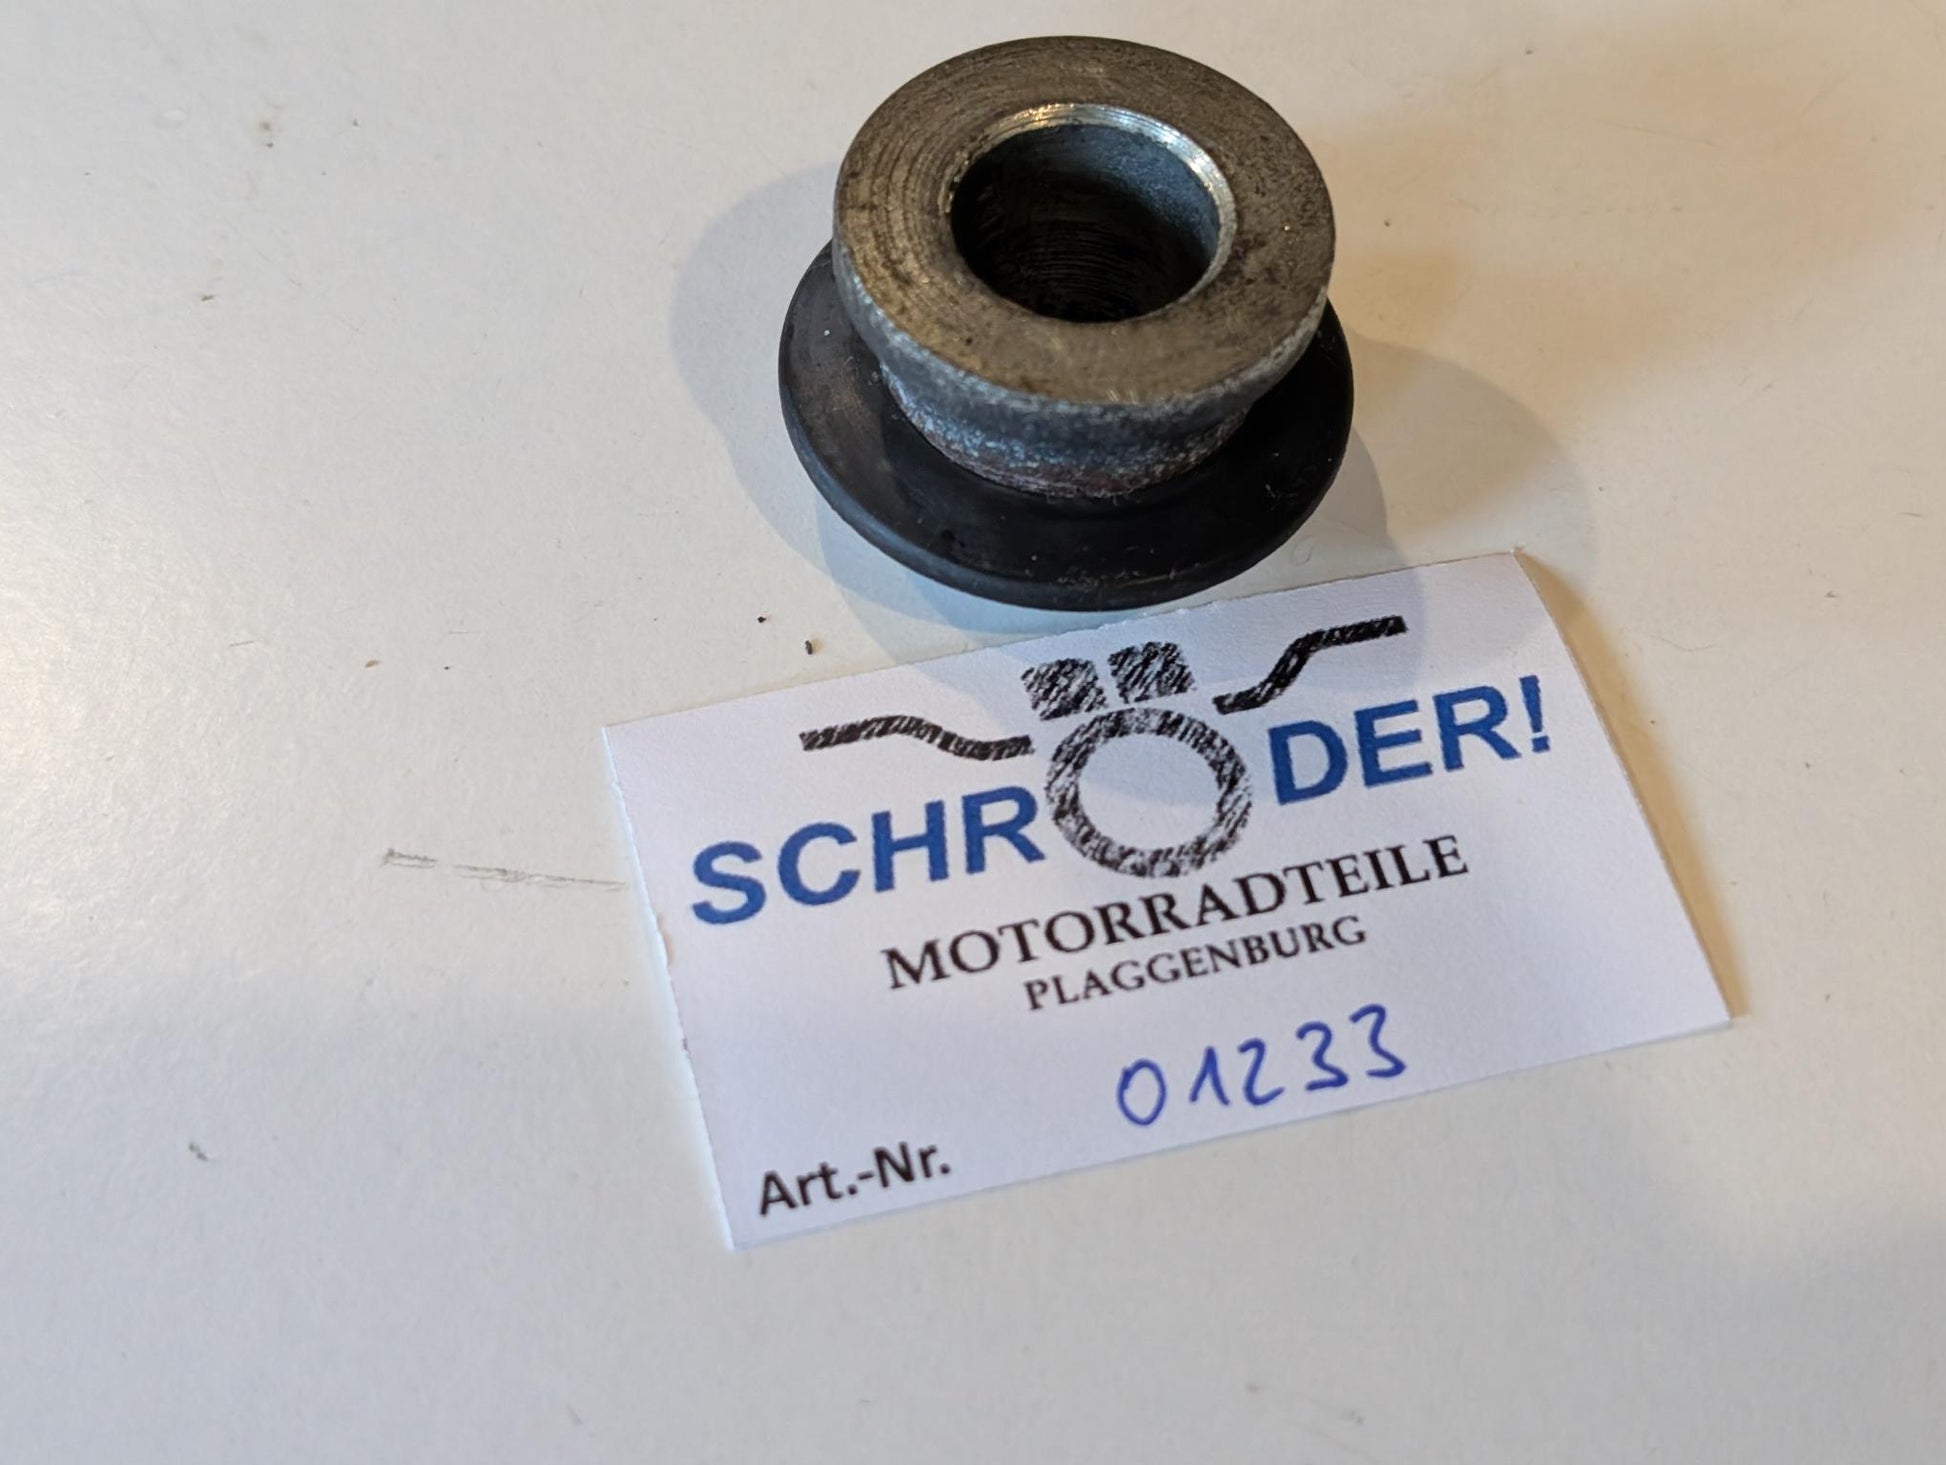 SCHRÖDER!
MOTORRADTEILE
PLAGGENBURG
01233
Art.-Nr.